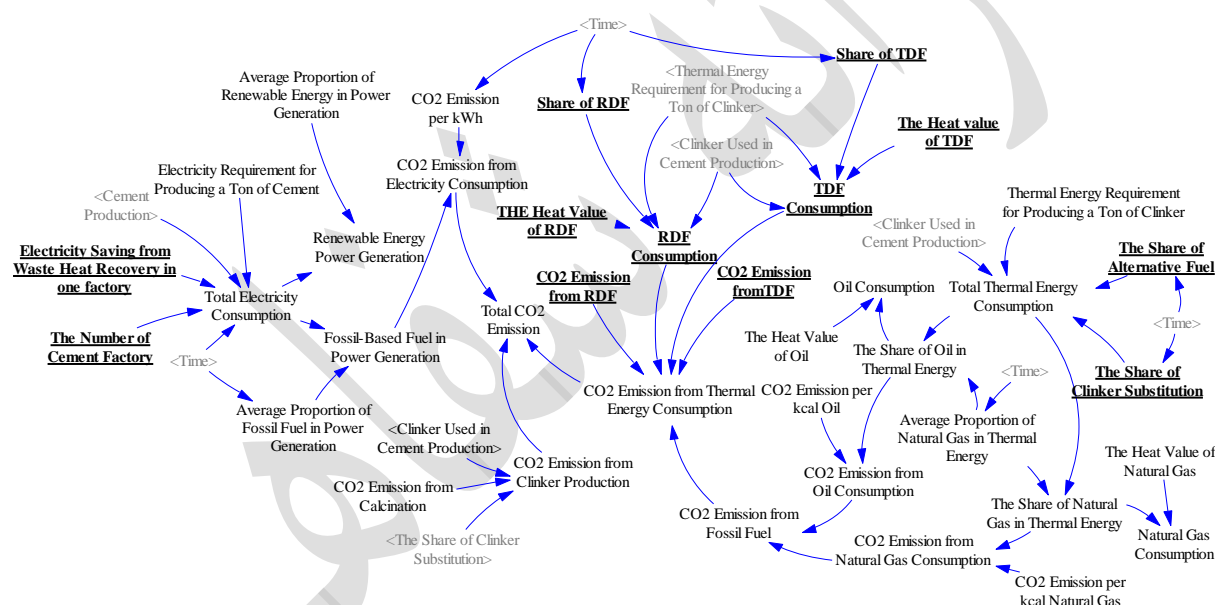 <Time>
Share of TDF
<Thermal Energy
Requirement for Producing a
Ton of Clinker>
Average Proportion of
Renewable Energy in Power
Generation
CO2 Emission
per kWh
Share of RDF
The Heat value
of TDF
<Clinker Used in
Cement Production>
Electricity Requirement for
Producing a Ton of Cement
CO2 Emission from
Electricity Consumption
<Cement
Production>
TDF
Consumption
Thermal Energy Requirement
for Producing a Ton of Clinker
THE Heat Value
of RDF
<Clinker Used in
Cement Production>
Renewable Energy
Power Generation
RDF
Consumption
Electricity Saving from
Waste Heat Recovery in
one factory
The Share of
Alternative Fuel
CO2 Emission
from RDF
CO2 Emission
fromTDF
Oil Consumption
Total Thermal Energy
Consumption
Total Electricity
Consumption
Total CO2
Emission
<Time>
The Number of
Cement Factory
Fossil-Based Fuel in
Power Generation
The Heat Value
of Oil
The Share of Oil in
Thermal Energy
<Time>
<Time>
The Share of
Clinker Substitution
CO2 Emission from Thermal
Energy Consumption
CO2 Emission per
kcal Oil
Average Proportion of
Fossil Fuel in Power
Generation
Average Proportion of
Natural Gas in Thermal
Energy
<Clinker Used in
Cement Production>
The Heat Value of
Natural Gas
CO2 Emission from
Clinker Production
CO2 Emission from
Oil Consumption
CO2 Emission from
Calcination
The Share of Natural
Gas in Thermal Energy
CO2 Emission from
Fossil Fuel
<The Share of Clinker
Substitution>
CO2 Emission from
Natural Gas Consumption
Natural Gas
Consumption
CO2 Emission per
kcal Natural Gas